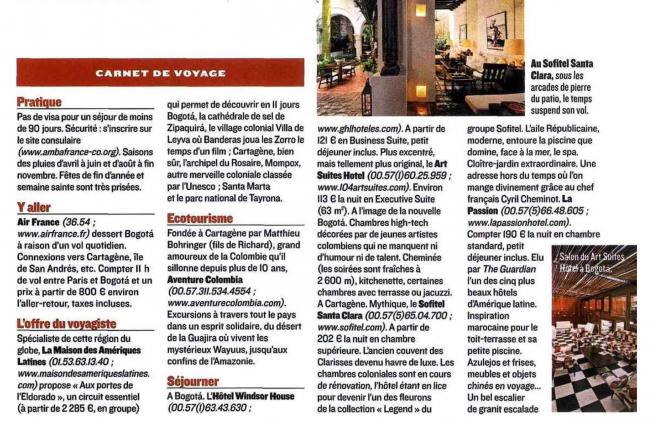 CARNET DE VOYAGE
Pratique
Pas de visa pour un séjour de moins
de 90 jours. Sécurité : s'inscrire sur
le site consulaire
(www.ambafrance-co.org). Saisons
des pluies d'avril à juin et d'août à fin
novembre. Fêtes de fin d'année et
semaine sainte sont très prisées.
Y aller
Air France (36.54 ;
www.airfrance.fr) dessert Bogotá
à raison d'un vol quotidien.
Connexions vers Cartagène, île
de San Andrés, etc. Compter 11 h
de vol entre Paris et Bogotá et un
prix à partir de 800 € environ
l'aller-retour, taxes incluses.
L'offre du voyagiste
Spécialiste de cette région du
globe, La Maison des Amériques
Latines (01.53.63.13.40 ;
www.maisondesameriqueslatines.
com) propose « Aux portes de
l'Eldorado », un circuit essentiel
(à partir de 2 285 €, en groupe)
qui permet de découvrir en 11 jours
Bogotá, la cathédrale de sel de
Zipaquirá, le village colonial Villa de
Leyva où Banderas joua les Zorro le
temps d'un film ; Cartagène, bien
sûr, l'archipel du Rosaire, Mompox,
autre merveille coloniale classée
par l'Unesco ; Santa Marta
et le parc national de Tayrona.
Ecotourisme
Fondée à Cartagène par Matthieu
Bohringer (fils de Richard), grand
amoureux de la Colombie qu'il
sillonne depuis plus de 10 ans,
Aventure Colombia
(00.57.311.534.4554 ;
www.aventurecolombia.com).
Excursions à travers tout le pays
dans un esprit solidaire, du désert
de la Guajira où vivent les
mystérieux Wayuus, jusqu'aux
confins de l'Amazonie.
Séjourner
A Bogotá. L'Hôtel Windsor House
(00.57(1)63.43.630 ;
www.ghlhoteles.com). A partir de
121 € en Business Suite, petit
déjeuner inclus. Plus excentré,
mais tellement plus original, le Art
Suites Hotel (00.57(1)60.25.959 ;
www.104artsuites.com). Environ
113 € la nuit en Executive Suite
(63 m²). A l'image de la nouvelle
Bogotá. Chambres high-tech
décorées par de jeunes artistes
colombiens qui ne manquent ni
d'humour ni de talent. Cheminée
(les soirées sont fraîches à
2 600 m), kitchenette, certaines
chambres avec terrasse ou jacuzzi.
A Cartagène. Mythique, le Sofitel
Santa Clara (00.57(5)65.04.700 ;
www.sofitel.com). A partir de
202 € la nuit en chambre
supérieure. L'ancien couvent des
Clarisses devenu havre de luxe. Les
chambres coloniales sont en cours
de rénovation, l'hôtel étant en lice
pour devenir l'un des fleurons
de la collection « Legend » du
Au Sofitel Santa
Clara, sous les
arcades de pierre
du patio, le temps
suspend son vol.
groupe Sofitel. L'aile Républicaine,
moderne, entoure la piscine que
domine, face à la mer, le spa.
Cloître-jardin extraordinaire. Une
adresse hors du temps où l'on
mange divinement grâce au chef
français Cyril Cheminot. La
Passion (00.57(5)66.48.605 ;
www.lapassionhotel.com).
Compter 190 € la nuit en chambre
standard, petit
déjeuner inclus. Elu
par The Guardian
l'un des cinq plus
beaux hôtels
d'Amérique latine.
Inspiration
marocaine pour le
toit-terrasse et sa
petite piscine.
Azulejos et frises,
meubles et objets
chinés en voyage...
Un bel escalier
de granit escalade
Salon du Art Suites
Hotel à Bogota.